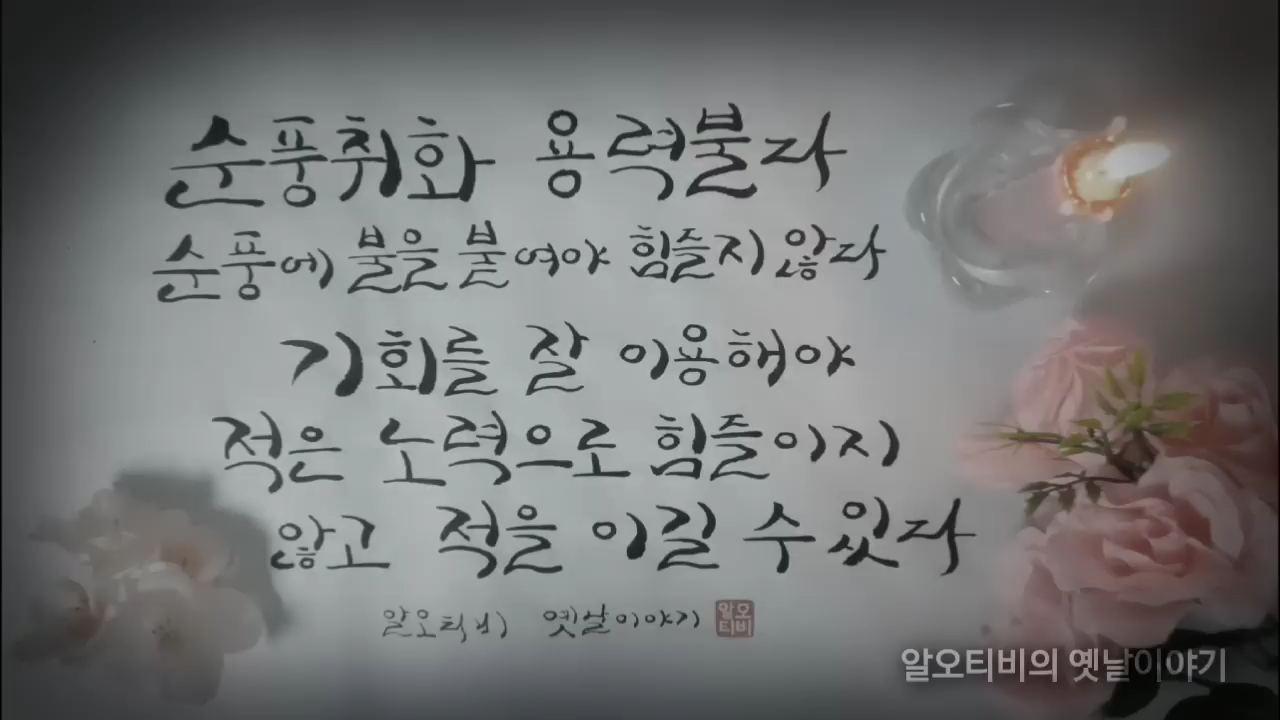 순풍취화 용력불다
순풍에 불을 불여야 힘들지 않다
기회를 잘 이용해야
적은 노력으로 힘들이지
않고 적을 이길 수 있다
알오티비 옛날이야기
알오
티비
알오티비의 옛날이야기